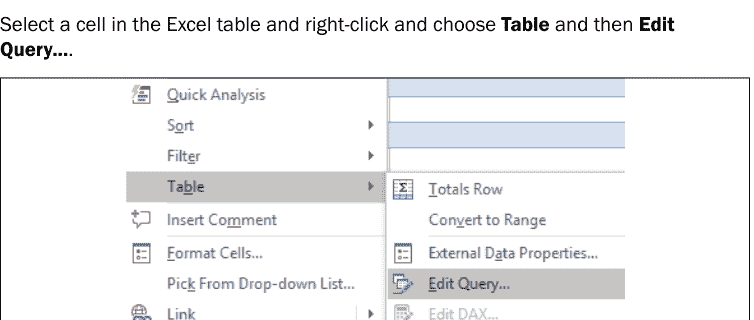 Select a cell in the Excel table and right-click and choose Table and then Edit
Query....
Quick Analysis
Sort
Filter
Table
Totals Row
Insert Comment
Convert to Range
Format Cells...
External Data Properties...
Pick From Drop-down List...
Edit Query...
Link
Edit DAX...